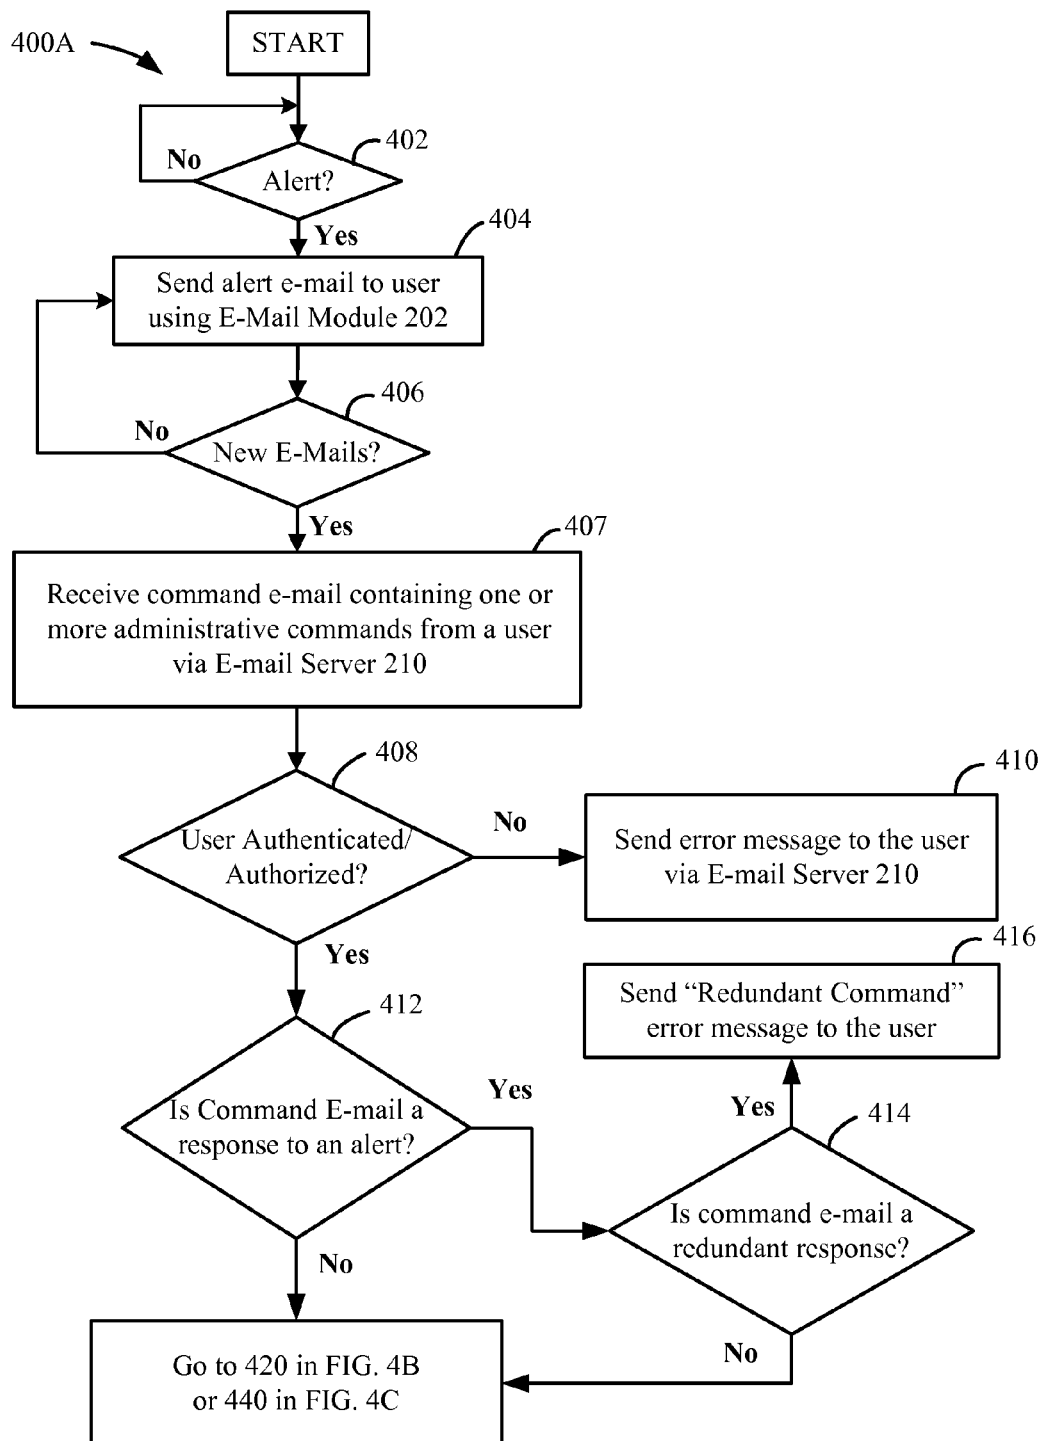 400A
START
402
No
Alert?
Yes
404
Send alert e-mail to user
using E-Mail Module 202
406
No
New E-Mails?
Yes
407
Receive command e-mail containing one or
more administrative commands from a user
via E-mail Server 210
408
User Authenticated/
Authorized?
No
410
Send error message to the user
via E-mail Server 210
Yes
416
Send “Redundant Command”
error message to the user
412
Is Command E-mail a
response to an alert?
Yes
Yes
414
Is command e-mail a
redundant response?
No
No
Go to 420 in FIG. 4B
or 440 in FIG. 4C